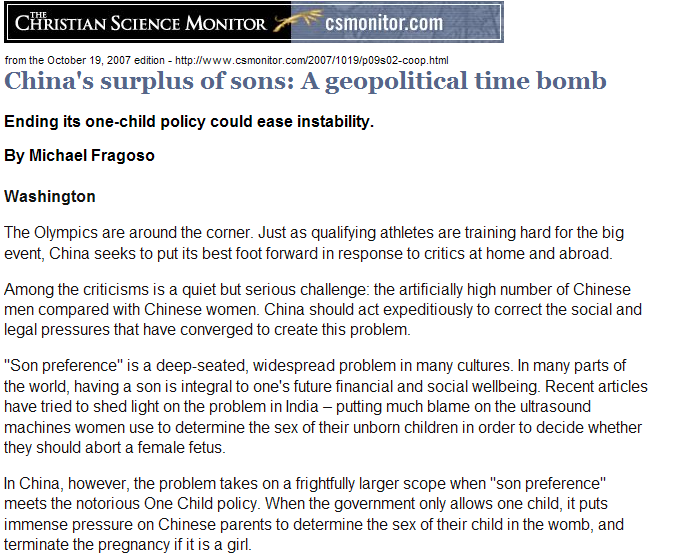 THE CHRISTIAN SCIENCE MONITOR csmonitor.com
from the October 19, 2007 edition - http://www.csmonitor.com/2007/1019/p09s02-coop.html
China's surplus of sons: A geopolitical time bomb
Ending its one-child policy could ease instability.
By Michael Fragoso
Washington
The Olympics are around the corner. Just as qualifying athletes are training hard for the big
event, China seeks to put its best foot forward in response to critics at home and abroad.
Among the criticisms is a quiet but serious challenge: the artificially high number of Chinese
men compared with Chinese women. China should act expeditiously to correct the social and
legal pressures that have converged to create this problem.
"Son preference" is a deep-seated, widespread problem in many cultures. In many parts of
the world, having a son is integral to one's future financial and social wellbeing. Recent articles
have tried to shed light on the problem in India – putting much blame on the ultrasound
machines women use to determine the sex of their unborn children in order to decide whether
they should abort a female fetus.
In China, however, the problem takes on a frightfully larger scope when "son preference"
meets the notorious One Child policy. When the government only allows one child, it puts
immense pressure on Chinese parents to determine the sex of their child in the womb, and
terminate the pregnancy if it is a girl.